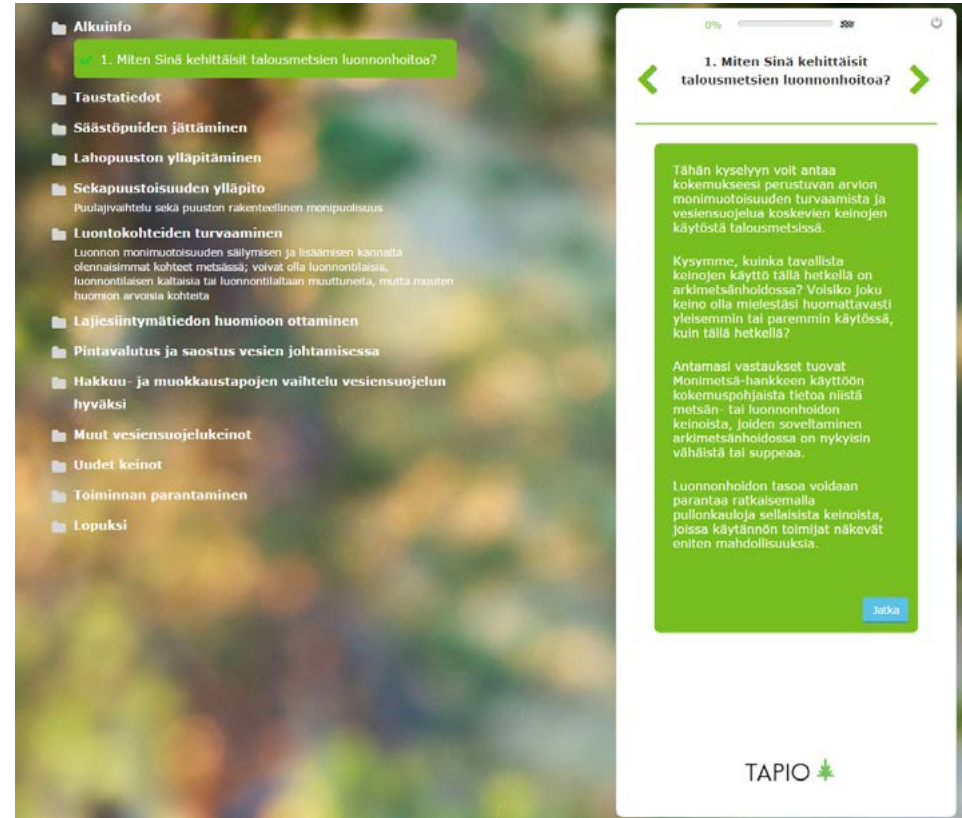 Alkuinfo
1. Miten Sinä kehittäisit talousmetsien luonnonhoitoa?
Taustatiedot
Säästöpuiden jättäminen
Lahopuuston ylläpitäminen
Sekapuustoisuuden ylläpito
Puulajivaihtelu sekä puuston rakenteellinen monipuolisuus
Luontokohteiden turvaaminen
Luonnon monimuotoisuuden säilymisen ja lisäämisen kannalta
olennaisimmat kohteet metsässä; voivat olla luonnontilaisia,
luonnontilaisen kaltaisia tai luonnontilaltaan muuttuneita, mutta muuten
huomion arvoisia kohteita
Lajiesiintymätiedon huomioon ottaminen
Pintavalutus ja saostus vesien johtamisessa
Hakkuu- ja muokkaustapojen vaihtelu vesiensuojelun
hyväksi
Muut vesiensuojelukeinot
Uudet keinot
Toiminnan parantaminen
Lopuksi
0%
1. Miten Sinä kehittäisit
talousmetsien luonnonhoitoa?
Tähän kyselyyn voit antaa
kokemukseesi perustuvan arvion
monimuotoisuuden turvaamista ja
vesiensuojelua koskevien keinojen
käytöstä talousmetsissä.
Kysymme, kuinka tavallista
keinojen käyttö tällä hetkellä on
arkimetsänhoidossa? Voisiko joku
keino olla mielestäsi huomattavasti
yleisemmin tai paremmin käytössä,
kuin tällä hetkellä?
Antamasi vastaukset tuovat
Monimetsä-hankkeen käyttöön
kokemuspohjaista tietoa niistä
metsän- tai luonnonhoidon
keinoista, joiden soveltaminen
arkimetsänhoidossa on nykyisin
vähäistä tai suppeaa.
Luonnonhoidon tasoa voidaan
parantaa ratkaisemalla
pullonkauloja sellaisista keinoista,
joissa käytännön toimijat näkevät
eniten mahdollisuuksia.
Jatka
TAPIO